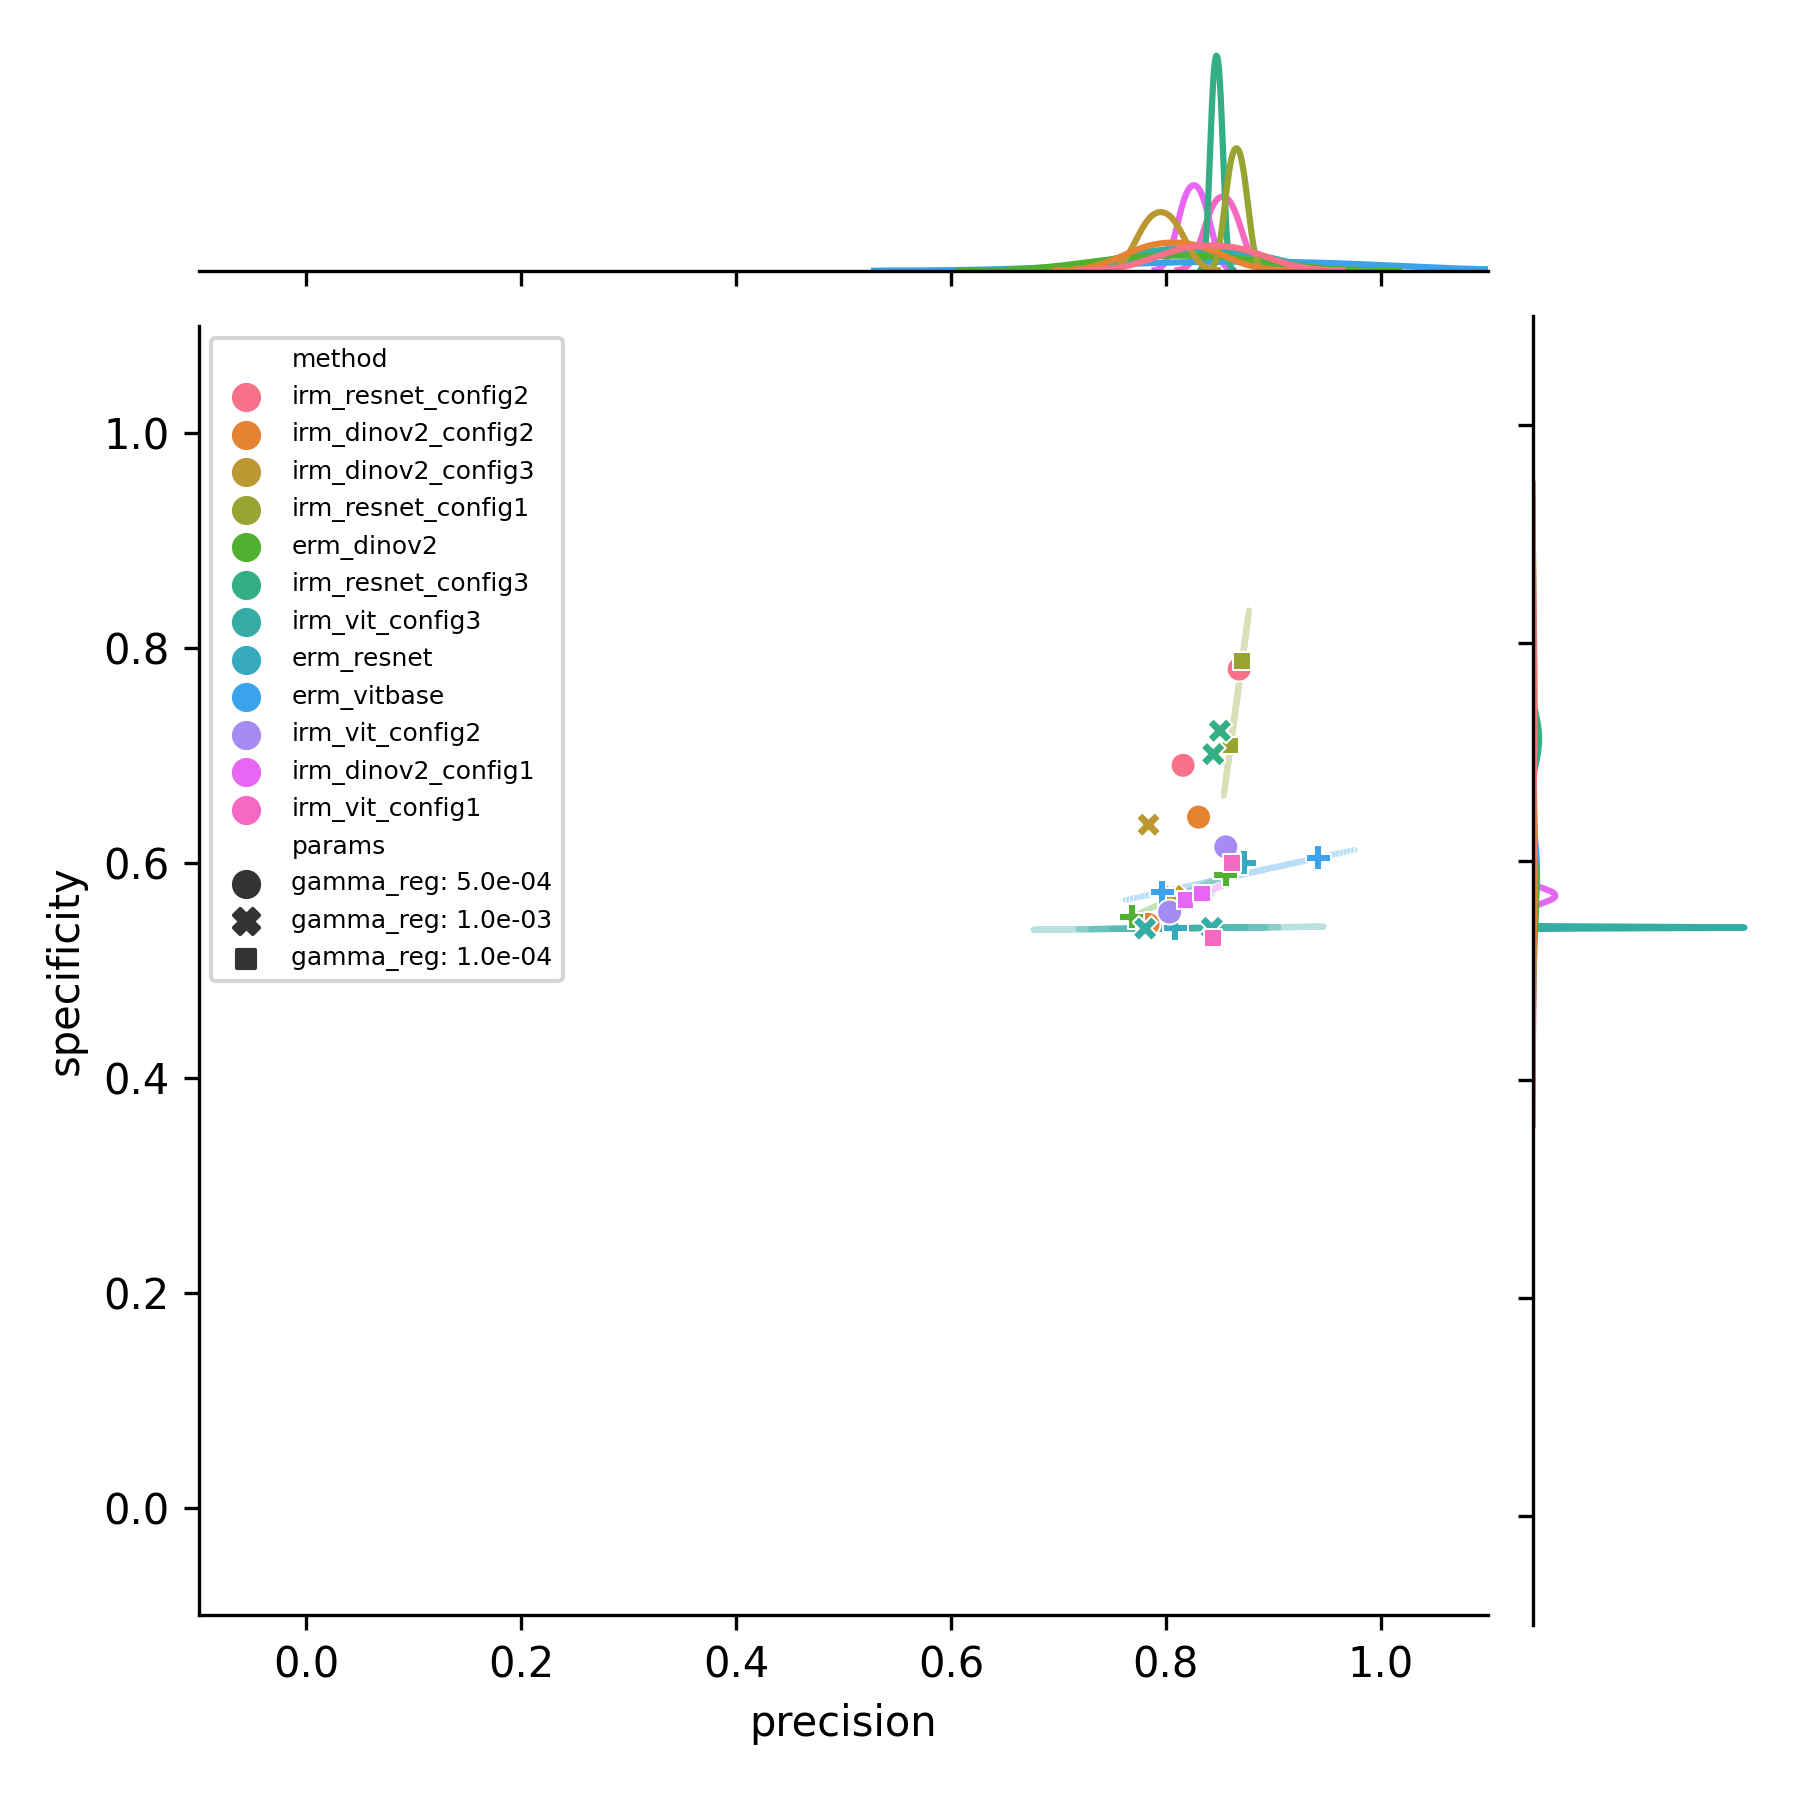 method
irm_resnet_config2
irm_dinov2_config2
irm_dinov2_config3
irm_resnet_config1
erm_dinov2
irm_resnet_config3
irm_vit_config3
erm_resnet
erm_vitbase
irm_vit_config2
irm_dinov2_config1
irm_vit_config1
params
gamma_reg: 5.0e-04
gamma_reg: 1.0e-03
gamma_reg: 1.0e-04
1.0
0.8
0.6
0.4
0.2
0.0
specificity
0.0 0.2 0.4 0.6 0.8 1.0
precision